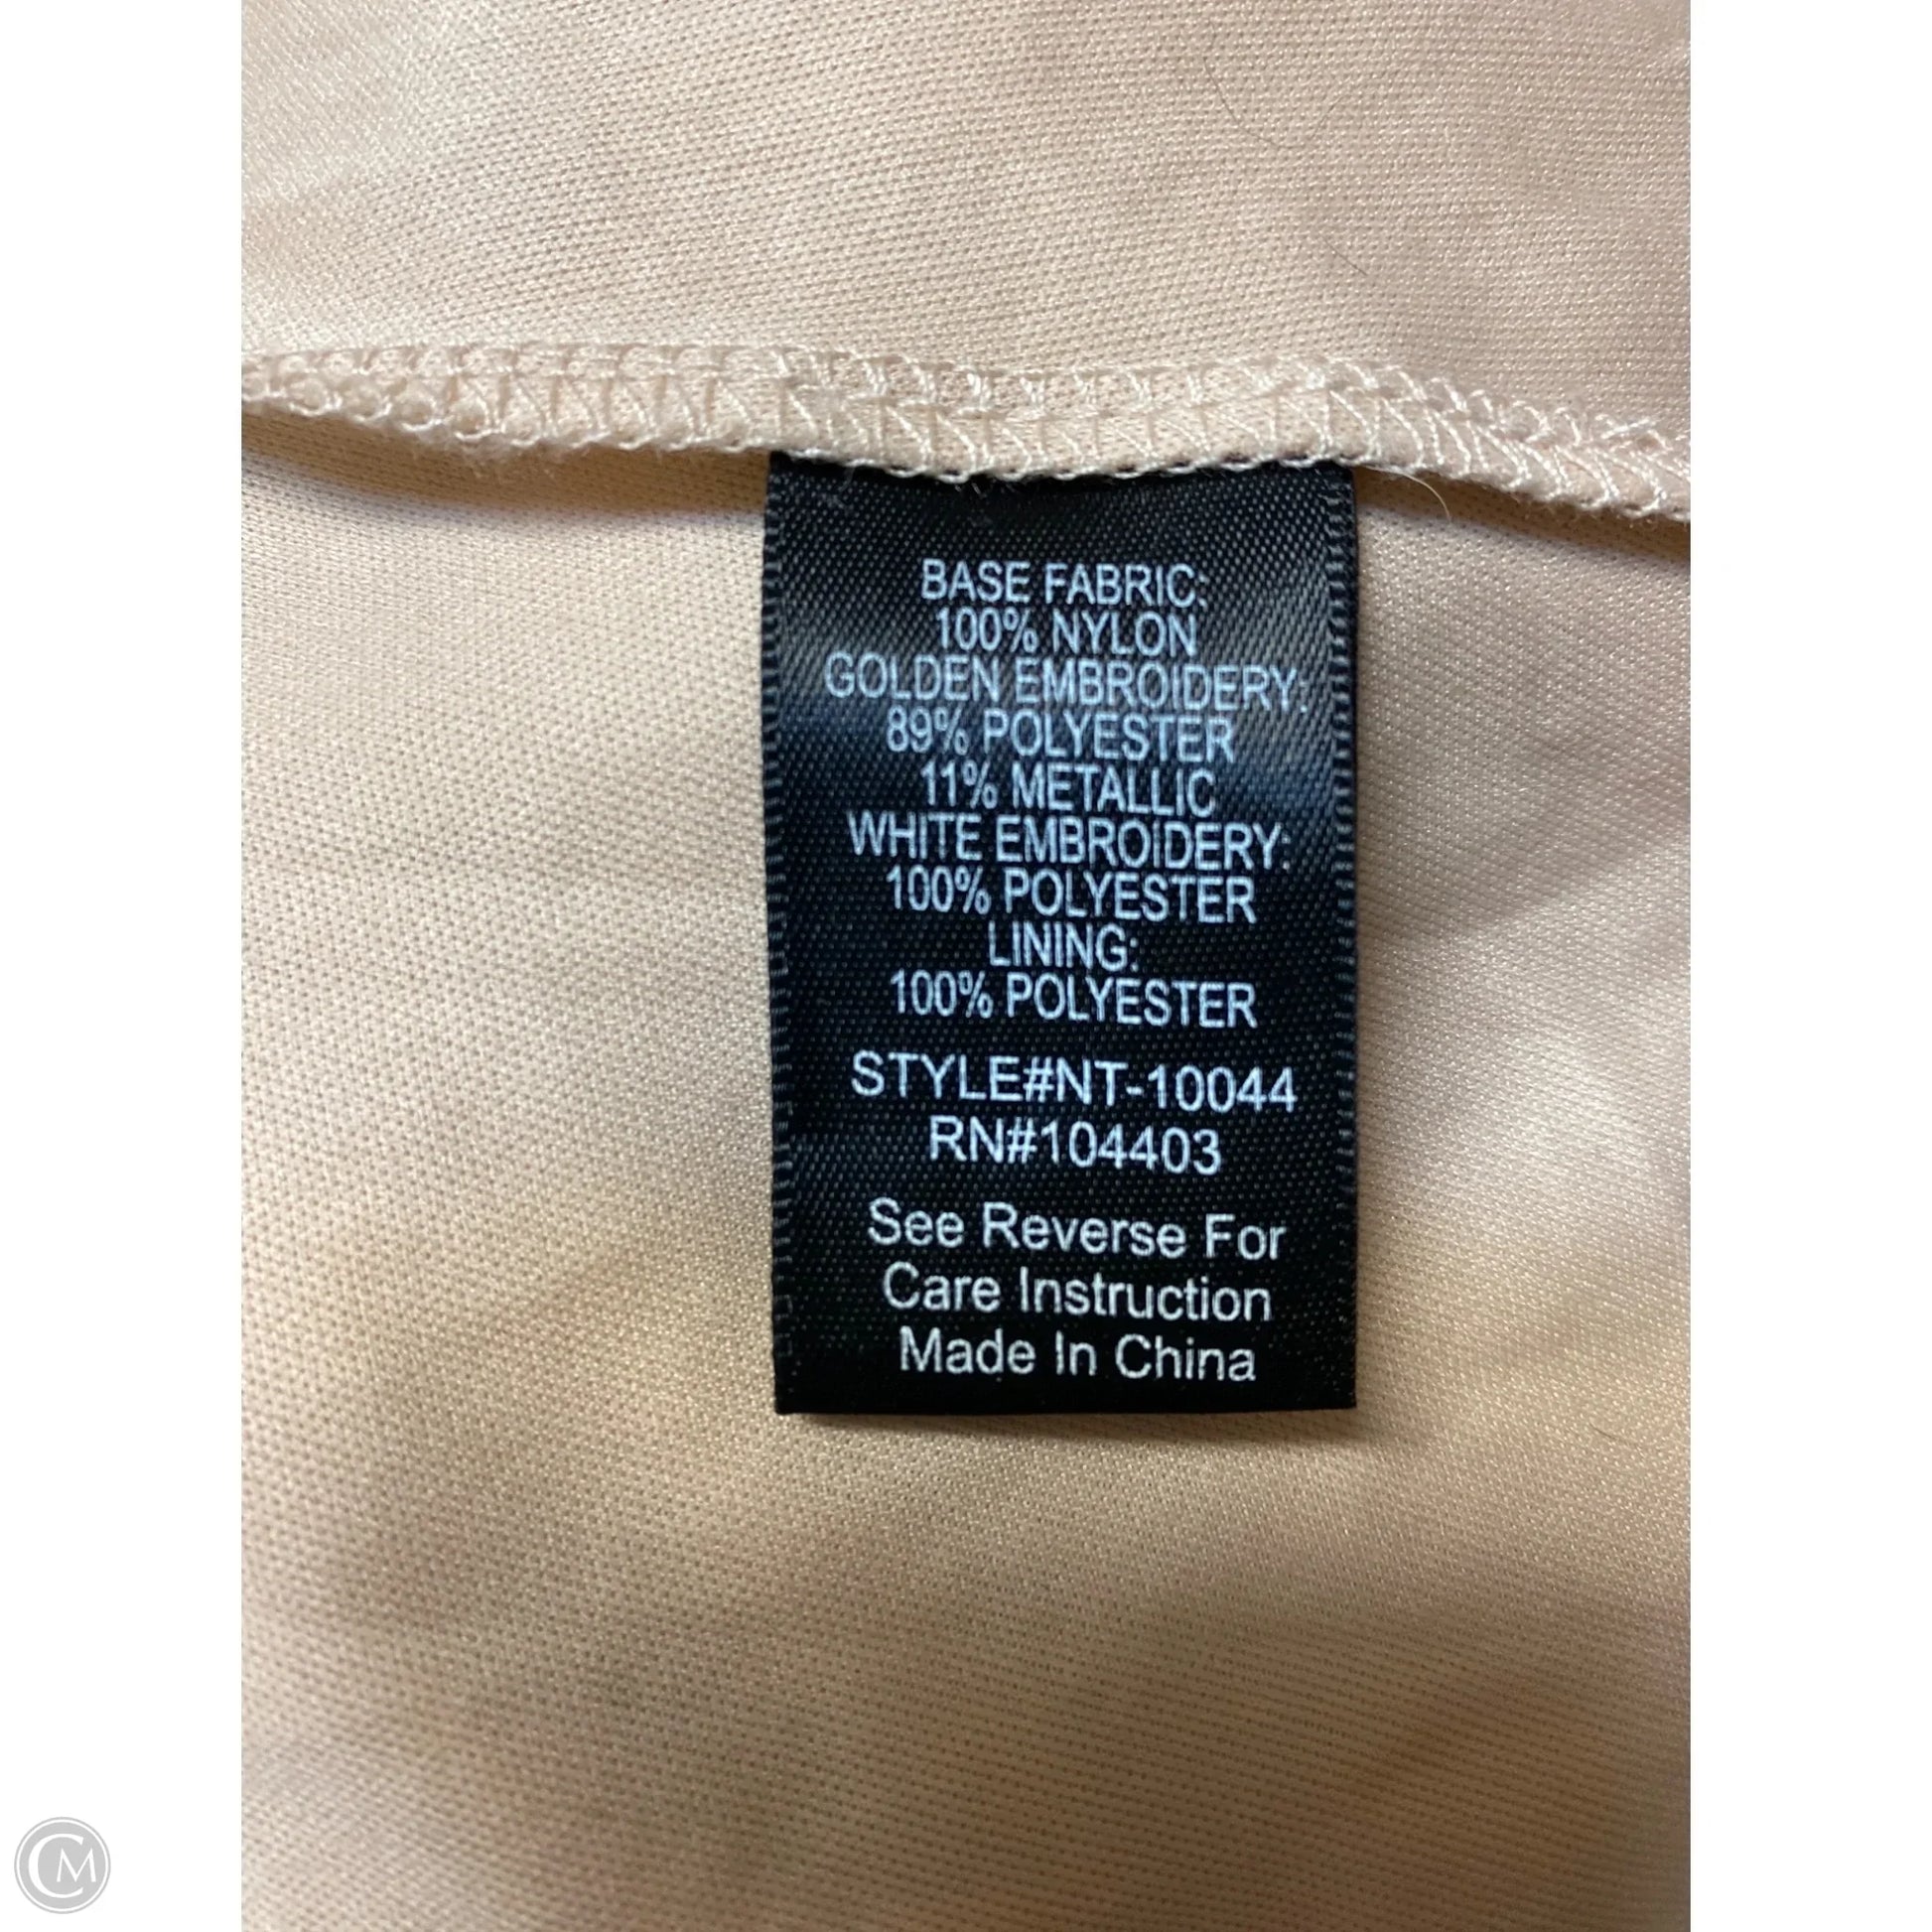 BASE FABRIC:
100% NYLON
GOLDEN EMBROIDERY:
89% POLYESTER
11% METALLIC
WHITE EMBROIDERY:
100% POLYESTER
LINING:
100% POLYESTER
STYLE#NT-10044
RN#104403
See Reverse For
Care Instruction
Made In China
CM